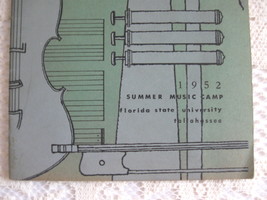 1952
SUMMER MUSIC CAMP
florida state university
tallahassee